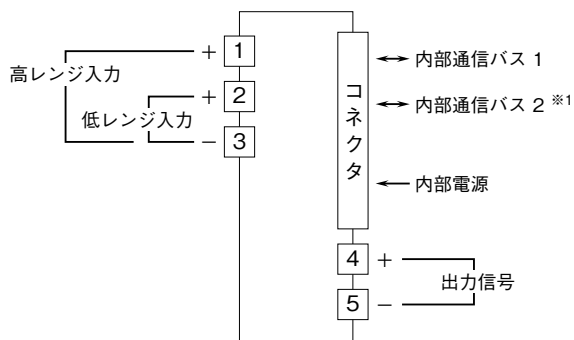 + 1
高レンジ入力
+ 2
低レンジ入力
− 3
コネクタ
内部通信バス 1
内部通信バス 2 ※1
内部電源
4 +
出力信号
5 −